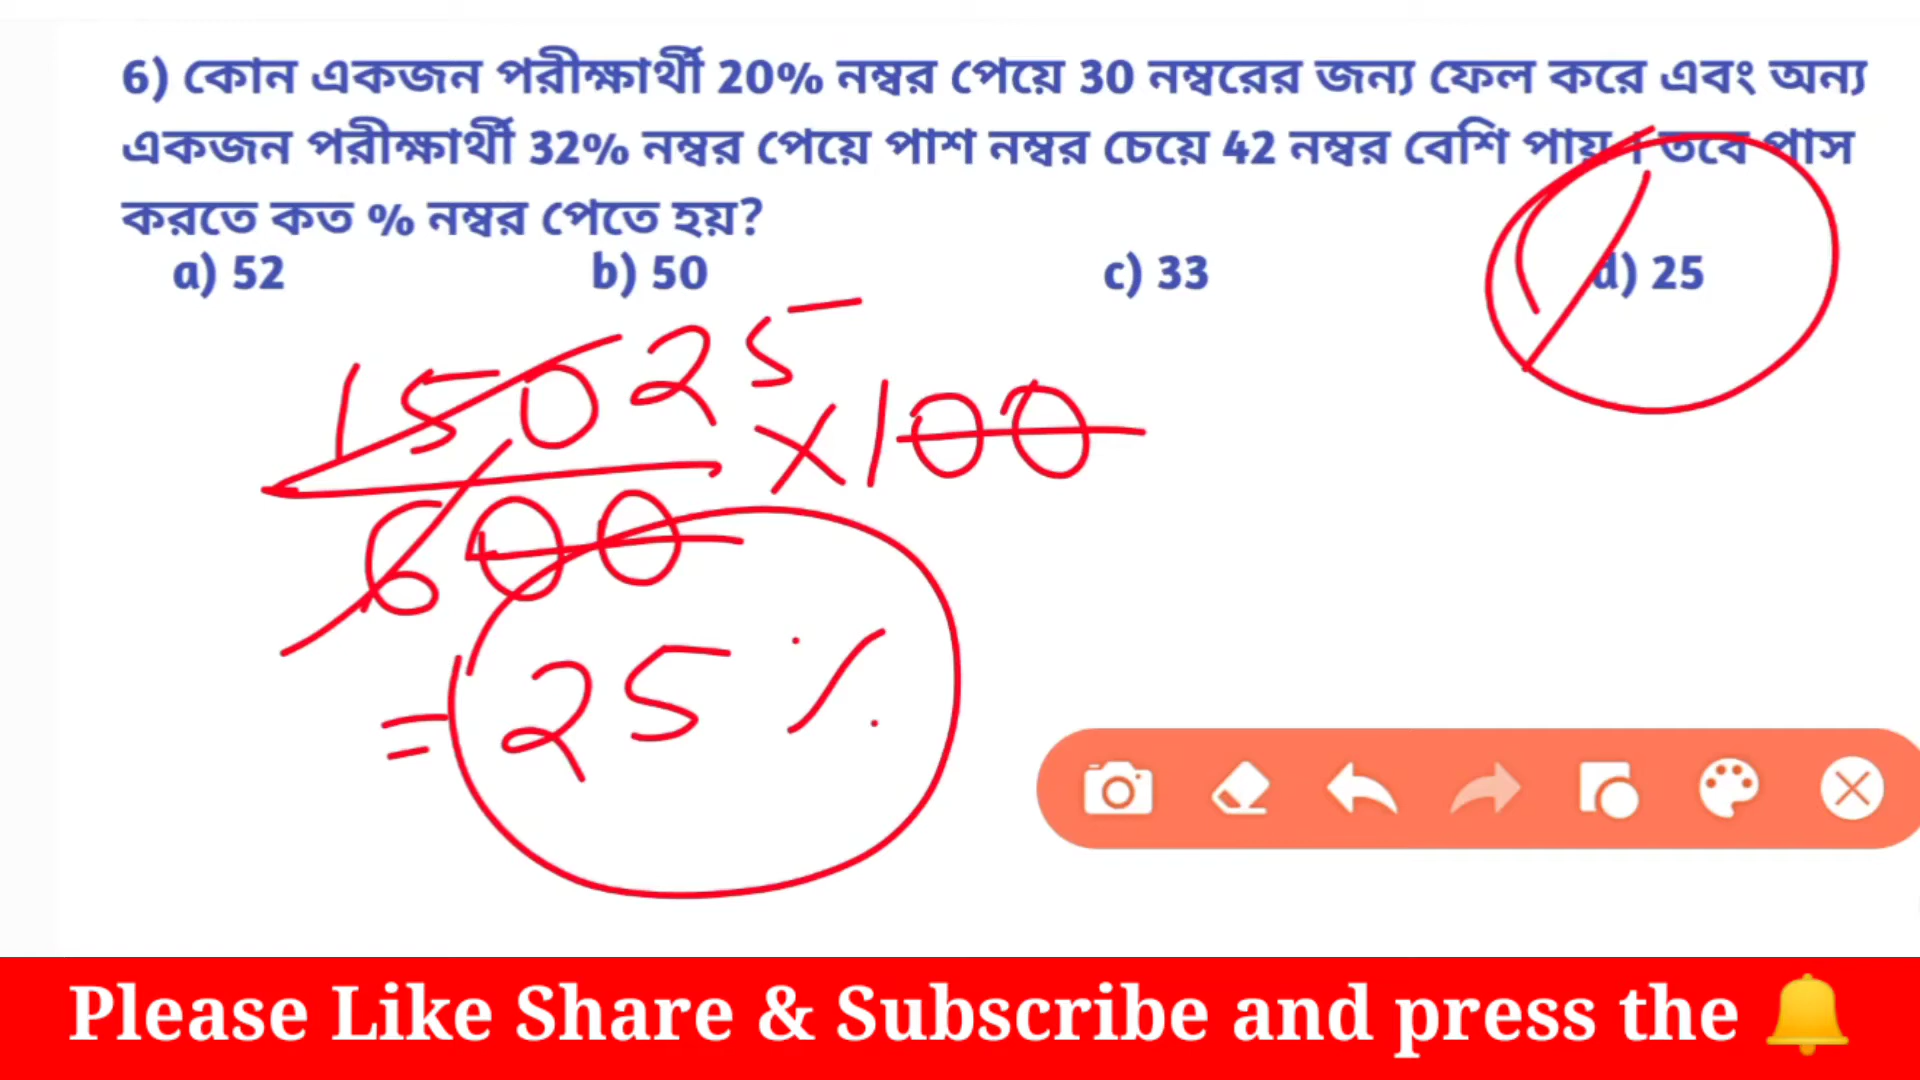 6) কোন একজন পরীক্ষার্থী 20% নম্বর পেয়ে 30 নম্বরের জন্য ফেল করে এবং অন্য
একজন পরীক্ষার্থী 32% নম্বর পেয়ে পাশ নম্বর চেয়ে 42 নম্বর বেশি পায় । তবে পাস
করতে কত % নম্বর পেতে হয়?
a) 52 b) 50 c) 33 d) 25
25
150
×100
600
= 25 %
Please Like Share & Subscribe and press the 🔔